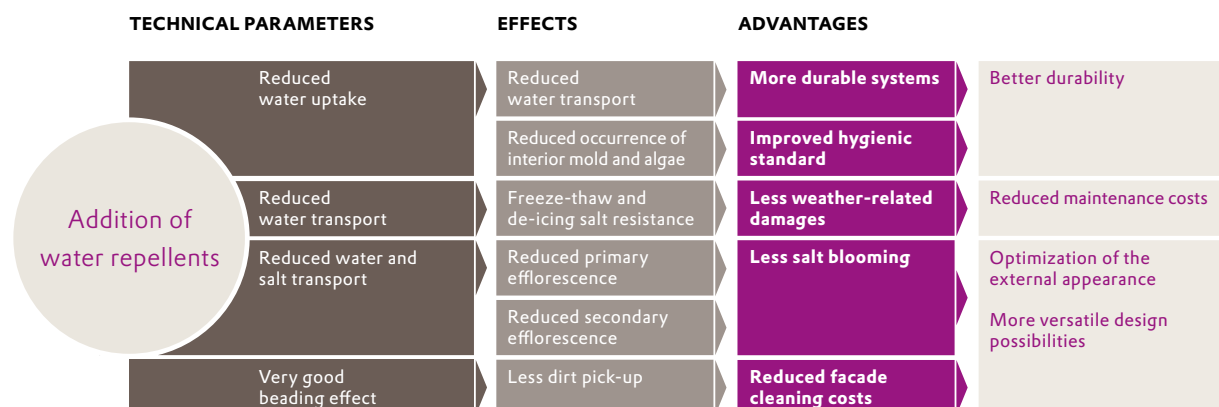 TECHNICAL PARAMETERS
EFFECTS
ADVANTAGES
Addition of
water repellents
Reduced
water uptake
Reduced
water transport
More durable systems
Better durability
Reduced occurrence of
interior mold and algae
Improved hygienic
standard
Reduced
water transport
Freeze-thaw and
de-icing salt resistance
Less weather-related
damages
Reduced maintenance costs
Reduced water and
salt transport
Reduced primary
efflorescence
Less salt blooming
Optimization of the
external appearance
More versatile design
possibilities
Reduced secondary
efflorescence
Very good
beading effect
Less dirt pick-up
Reduced facade
cleaning costs